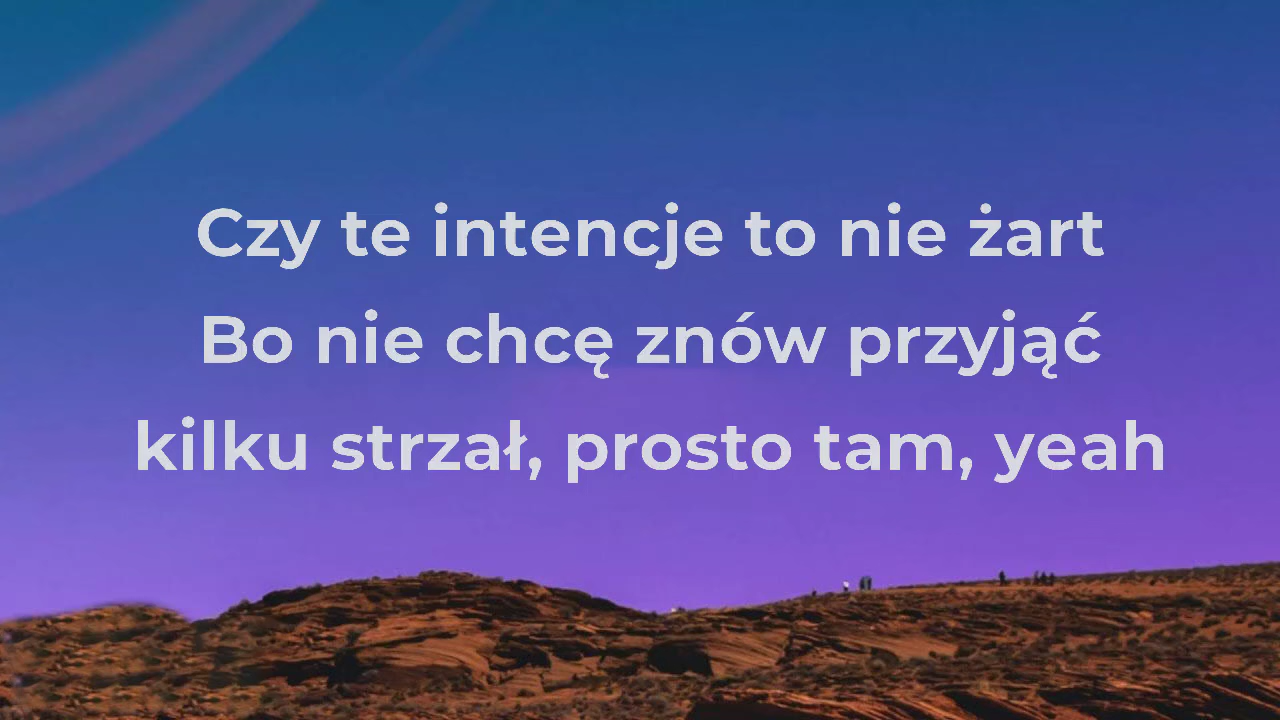 Czy te intencje to nie żart
Bo nie chcę znów przyjąć
kilku strzał, prosto tam, yeah